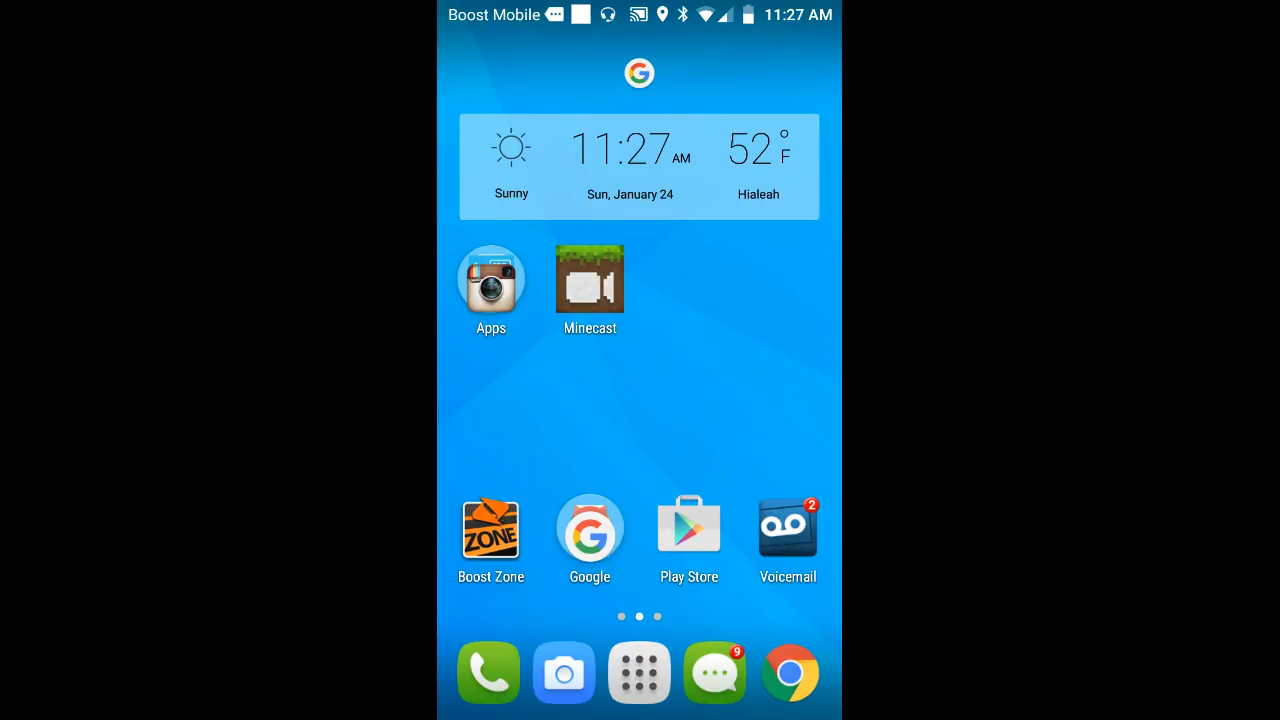 Boost Mobile 11:27 AM
11:27 AM
52 °F
Sunny
Sun, January 24
Hialeah
Apps
Minecast
ZONE
2
Boost Zone
Google
Play Store
Voicemail
9